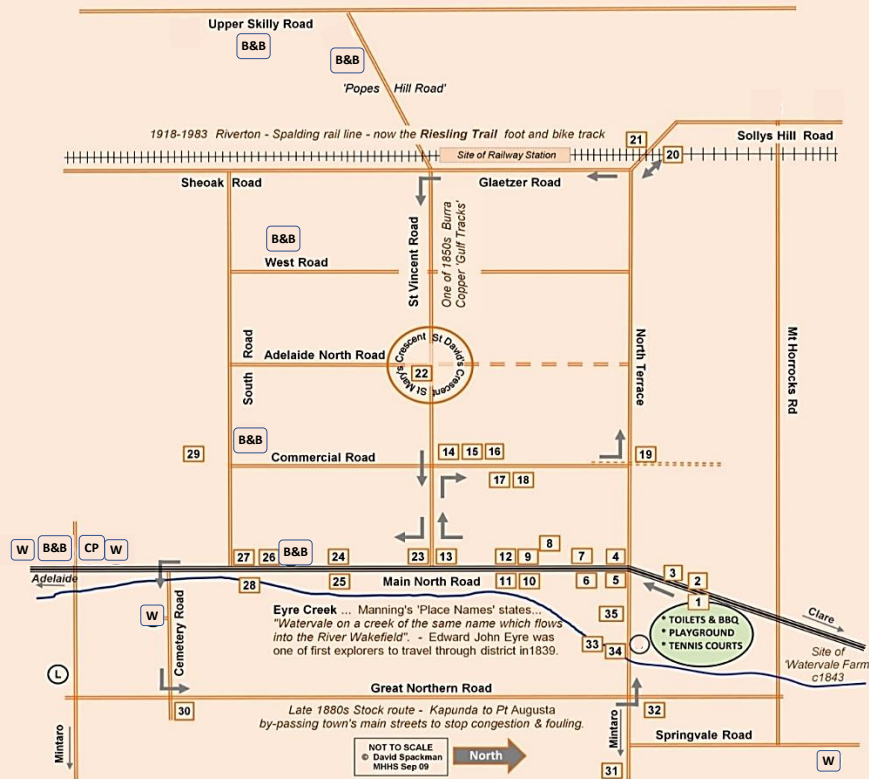 Upper Skilly Road
B&B
B&B
'Popes Hill Road'
1918-1983 Riverton - Spalding rail line - now the Riesling Trail foot and bike track
21
Sollys Hill Road
Site of Railway Station
20
Sheoak Road
Glaetzer Road
St Vincent Road
One of 1850s Burra
Copper 'Gulf Tracks'
B&B
West Road
North Terrace
Mt Horrocks Rd
South Road
Adelaide North Road
St Mary's Crescent
St David's Crescent
22
B&B
29
Commercial Road
14 15 16
19
17 18
W B&B CP W
27 26 B&B 24 23 13 12 9 8 7 4
3 2
Adelaide
28 25 Main North Road 11 10 6 5
1
Clare
W
Cemetery Road
Eyre Creek ... Manning's 'Place Names' states...
"Watervale on a creek of the same name which flows
into the River Wakefield". - Edward John Eyre was
one of first explorers to travel through district in1839.
35
33 34
* TOILETS & BBQ
* PLAYGROUND
* TENNIS COURTS
Site of
'Watervale Farm'
c1843
L
Great Northern Road
30
Late 1880s Stock route - Kapunda to Pt Augusta
by-passing town's main streets to stop congestion & fouling.
32
Mintaro
Mintaro
Springvale Road
NOT TO SCALE
© David Spackman
MHHS Sep 09
North
31
W